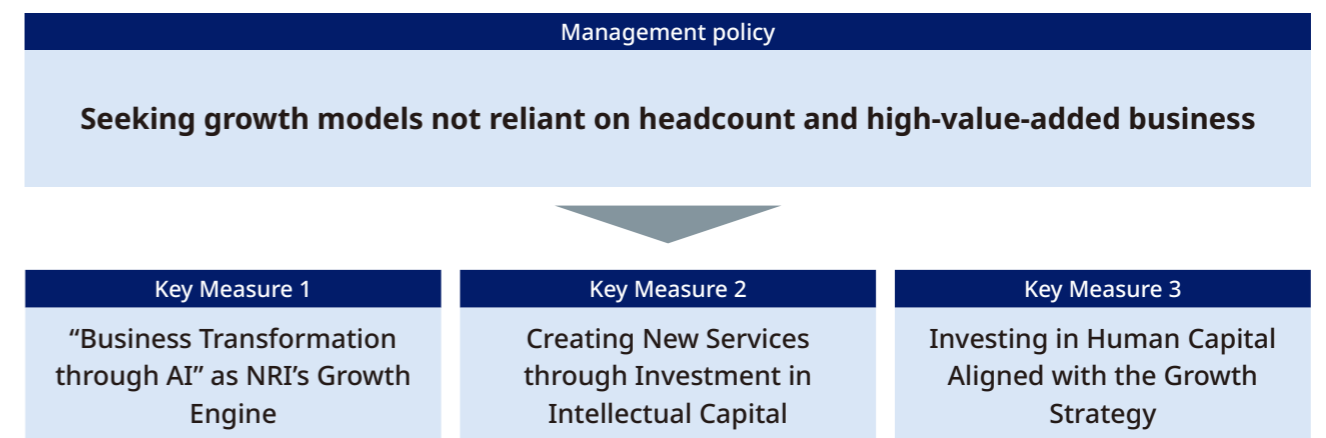 Management policy
Seeking growth models not reliant on headcount and high-value-added business
Key Measure 1
“Business Transformation
through AI” as NRI’s Growth
Engine
Key Measure 2
Creating New Services
through Investment in
Intellectual Capital
Key Measure 3
Investing in Human Capital
Aligned with the Growth
Strategy